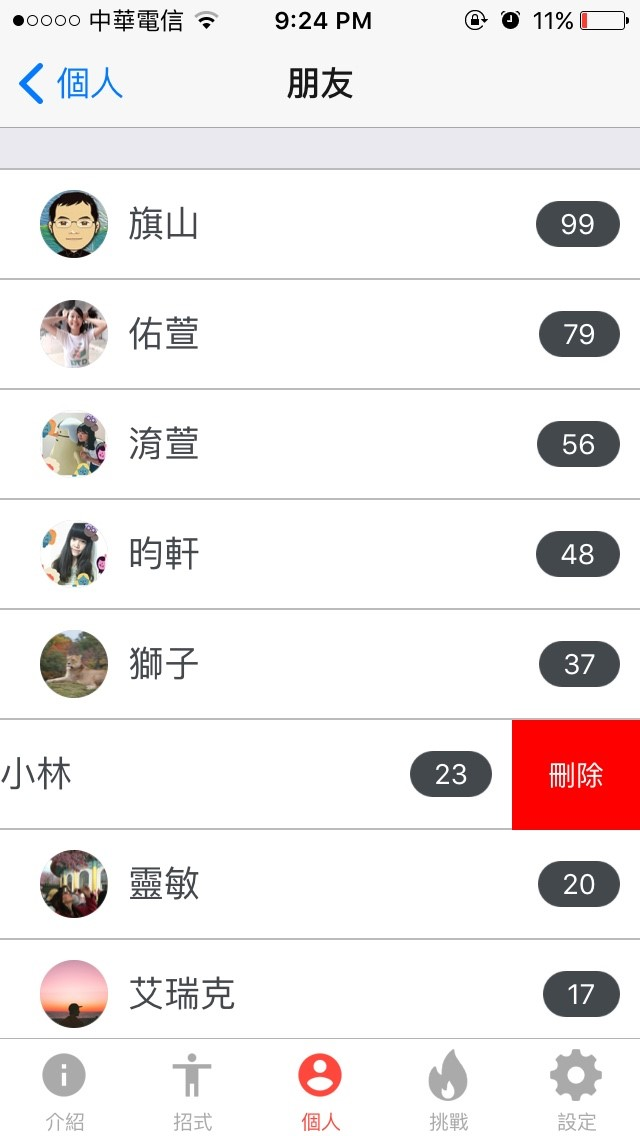 中華電信 9:24 PM 11%
個人 朋友
旗山 99
佑萱 79
淯萱 56
昀軒 48
獅子 37
小林 23 刪除
靈敏 20
艾瑞克 17
介紹 招式 個人 挑戰 設定